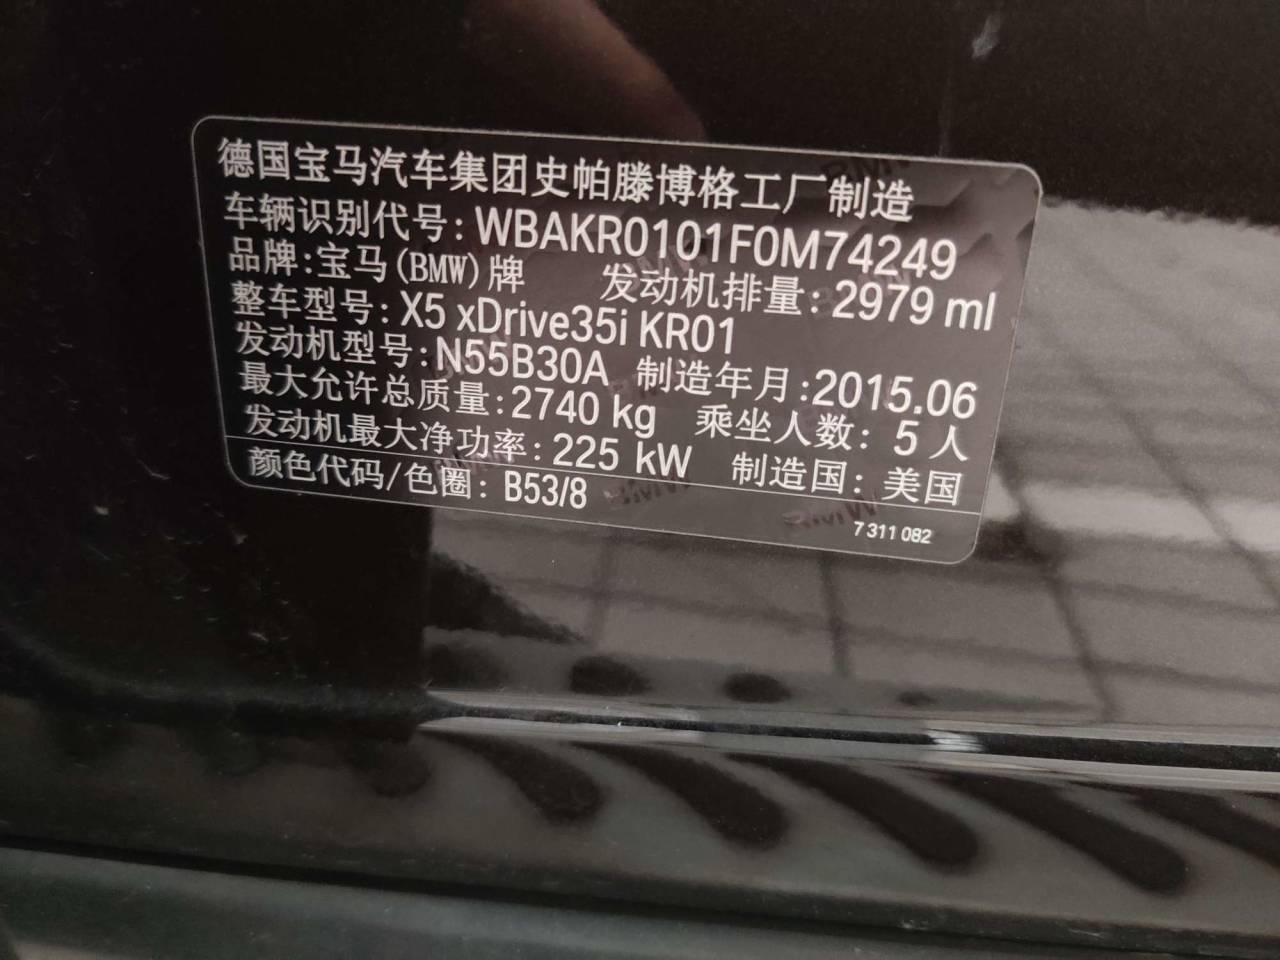 德国宝马汽车集团史帕滕博格工厂制造
车辆识别代号: WBAKR0101F0M74249
品牌: 宝马(BMW)牌 发动机排量: 2979 ml
整车型号: X5 xDrive35i KR01
发动机型号: N55B30A 制造年月: 2015.06
最大允许总质量: 2740 kg 乘坐人数: 5 人
发动机最大净功率: 225 kW 制造国: 美国
颜色代码/色圈: B53/8
7 311 082